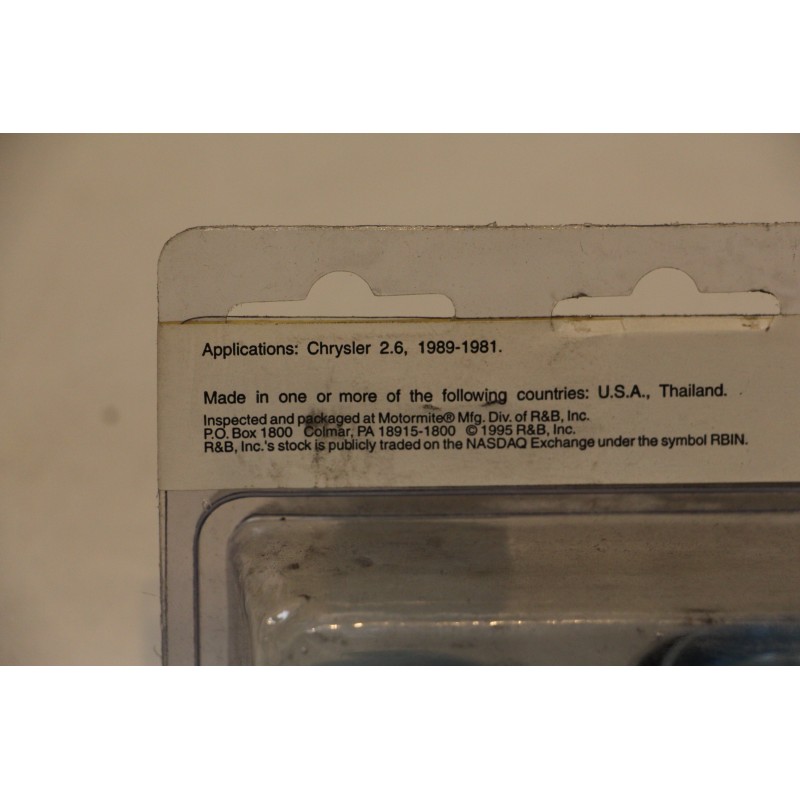 Applications: Chrysler 2.6, 1989-1981.
Made in one or more of the following countries: U.S.A., Thailand.
Inspected and packaged at Motormite® Mfg. Div. of R&B, Inc.
P.O. Box 1800 Colmar, PA 18915-1800 © 1995 R&B, Inc.
R&B, Inc.'s stock is publicly traded on the NASDAQ Exchange under the symbol RBIN.